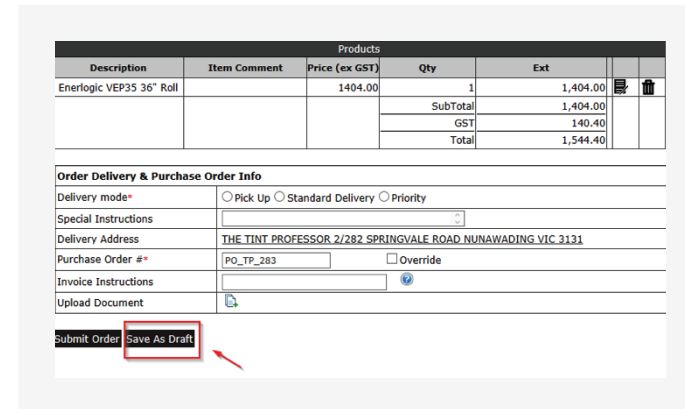 Products
Description Item Comment Price (ex GST) Qty Ext
Enerlogic VEP35 36" Roll 1404.00 1 1,404.00
SubTotal 1,404.00
GST 140.40
Total 1,544.40
Order Delivery & Purchase Order Info
Delivery mode* Pick Up Standard Delivery Priority
Special Instructions
Delivery Address THE TINT PROFESSOR 2/282 SPRINGVALE ROAD NUNAWADING VIC 3131
Purchase Order #* PO_TP_283 Override
Invoice Instructions ?
Upload Document
Submit Order Save As Draft